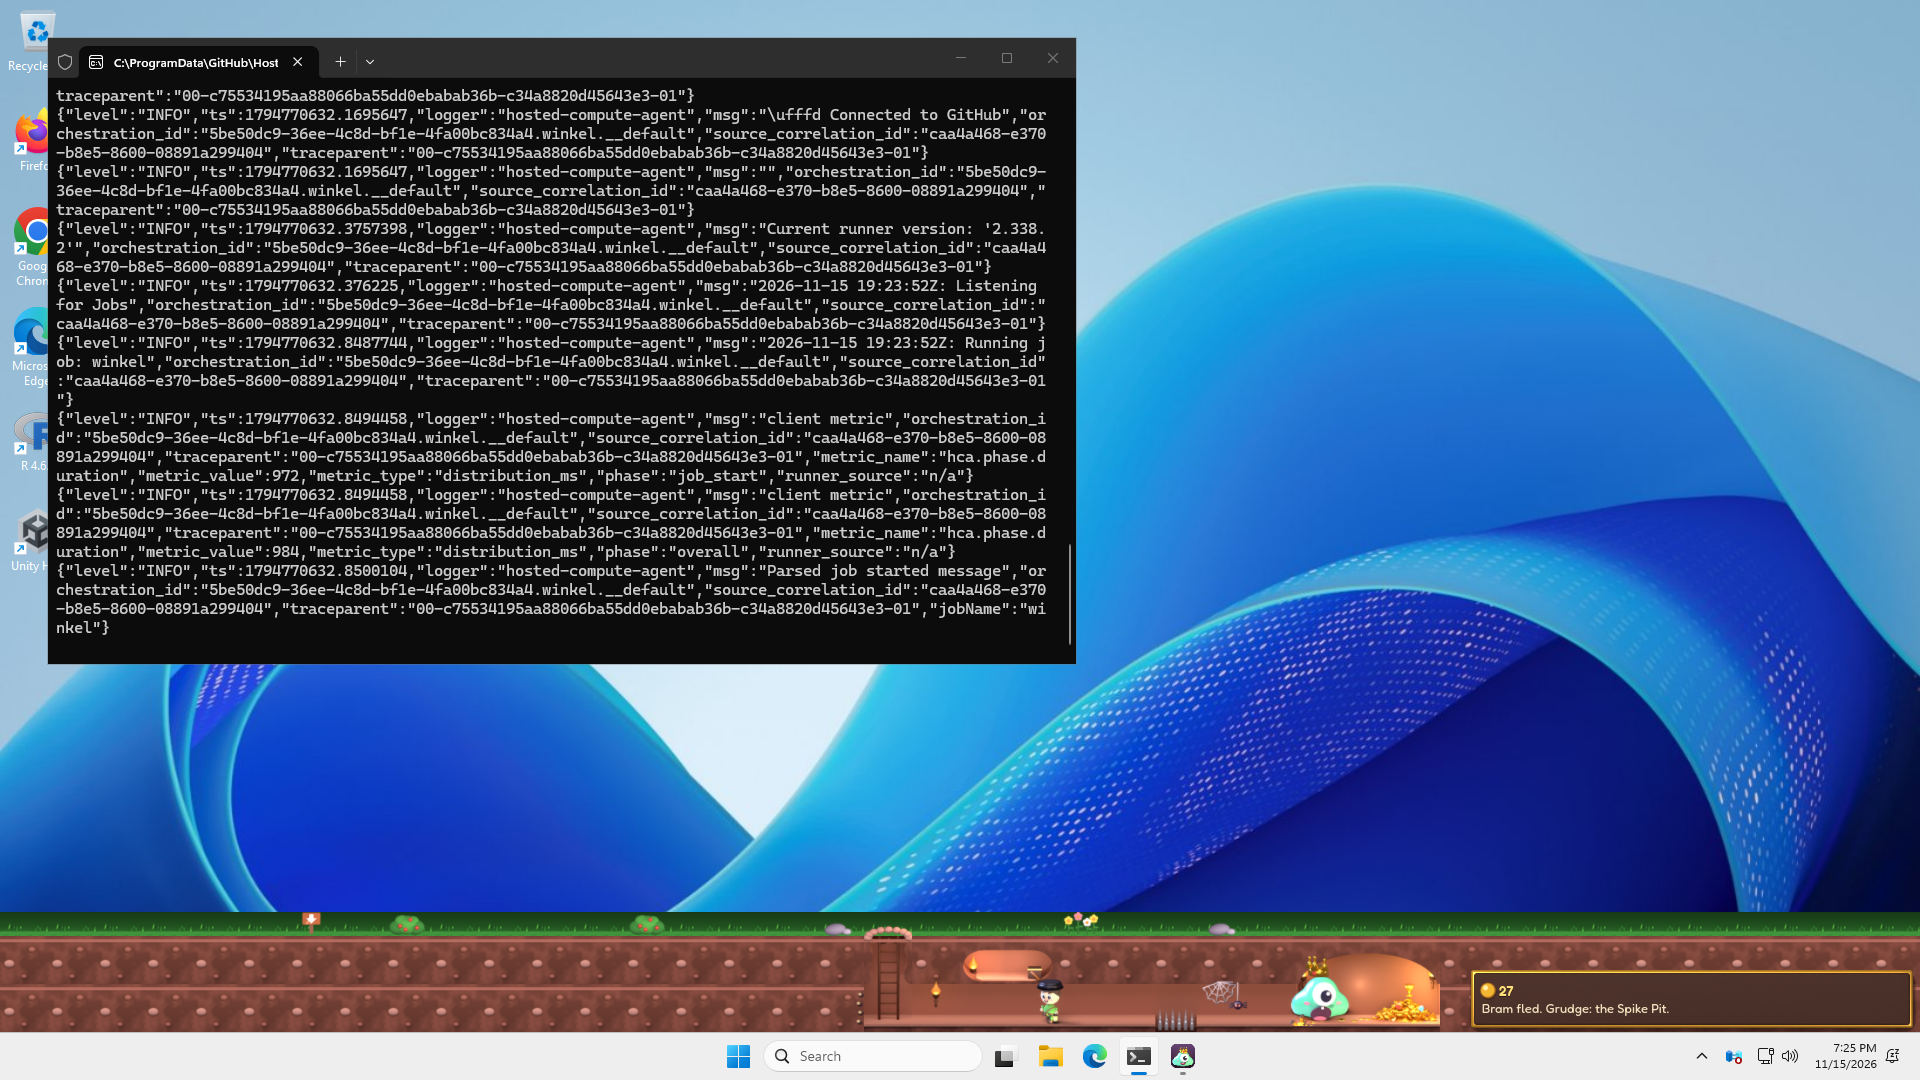 Recycle
Firefo
Goog
Chron
Micros
Edge
R 4.6.
Unity H
C:\ProgramData\GitHub\Host
traceparent":"00-c75534195aa88066ba55dd0ebabab36b-c34a8820d45643e3-01"}
{"level":"INFO","ts":1794770632.1695647,"logger":"hosted-compute-agent","msg":"\ufffd Connected to GitHub","or
chestration_id":"5be50dc9-36ee-4c8d-bf1e-4fa00bc834a4.winkel.__default","source_correlation_id":"caa4a468-e370
-b8e5-8600-08891a299404","traceparent":"00-c75534195aa88066ba55dd0ebabab36b-c34a8820d45643e3-01"}
{"level":"INFO","ts":1794770632.1695647,"logger":"hosted-compute-agent","msg":"","orchestration_id":"5be50dc9-
36ee-4c8d-bf1e-4fa00bc834a4.winkel.__default","source_correlation_id":"caa4a468-e370-b8e5-8600-08891a299404","
traceparent":"00-c75534195aa88066ba55dd0ebabab36b-c34a8820d45643e3-01"}
{"level":"INFO","ts":1794770632.3757398,"logger":"hosted-compute-agent","msg":"Current runner version: '2.338.
2'","orchestration_id":"5be50dc9-36ee-4c8d-bf1e-4fa00bc834a4.winkel.__default","source_correlation_id":"caa4a4
68-e370-b8e5-8600-08891a299404","traceparent":"00-c75534195aa88066ba55dd0ebabab36b-c34a8820d45643e3-01"}
{"level":"INFO","ts":1794770632.376225,"logger":"hosted-compute-agent","msg":"2026-11-15 19:23:52Z: Listening
for Jobs","orchestration_id":"5be50dc9-36ee-4c8d-bf1e-4fa00bc834a4.winkel.__default","source_correlation_id":"
caa4a468-e370-b8e5-8600-08891a299404","traceparent":"00-c75534195aa88066ba55dd0ebabab36b-c34a8820d45643e3-01"}
{"level":"INFO","ts":1794770632.8487744,"logger":"hosted-compute-agent","msg":"2026-11-15 19:23:52Z: Running j
ob: winkel","orchestration_id":"5be50dc9-36ee-4c8d-bf1e-4fa00bc834a4.winkel.__default","source_correlation_id"
:"caa4a468-e370-b8e5-8600-08891a299404","traceparent":"00-c75534195aa88066ba55dd0ebabab36b-c34a8820d45643e3-01
"}
{"level":"INFO","ts":1794770632.8494458,"logger":"hosted-compute-agent","msg":"client metric","orchestration_i
d":"5be50dc9-36ee-4c8d-bf1e-4fa00bc834a4.winkel.__default","source_correlation_id":"caa4a468-e370-b8e5-8600-08
891a299404","traceparent":"00-c75534195aa88066ba55dd0ebabab36b-c34a8820d45643e3-01","metric_name":"hca.phase.d
uration","metric_value":972,"metric_type":"distribution_ms","phase":"job_start","runner_source":"n/a"}
{"level":"INFO","ts":1794770632.8494458,"logger":"hosted-compute-agent","msg":"client metric","orchestration_i
d":"5be50dc9-36ee-4c8d-bf1e-4fa00bc834a4.winkel.__default","source_correlation_id":"caa4a468-e370-b8e5-8600-08
891a299404","traceparent":"00-c75534195aa88066ba55dd0ebabab36b-c34a8820d45643e3-01","metric_name":"hca.phase.d
uration","metric_value":984,"metric_type":"distribution_ms","phase":"overall","runner_source":"n/a"}
{"level":"INFO","ts":1794770632.8500104,"logger":"hosted-compute-agent","msg":"Parsed job started message","or
chestration_id":"5be50dc9-36ee-4c8d-bf1e-4fa00bc834a4.winkel.__default","source_correlation_id":"caa4a468-e370
-b8e5-8600-08891a299404","traceparent":"00-c75534195aa88066ba55dd0ebabab36b-c34a8820d45643e3-01","jobName":"wi
nkel"}
27
Bram fled. Grudge: the Spike Pit.
Search
7:25 PM
11/15/2026